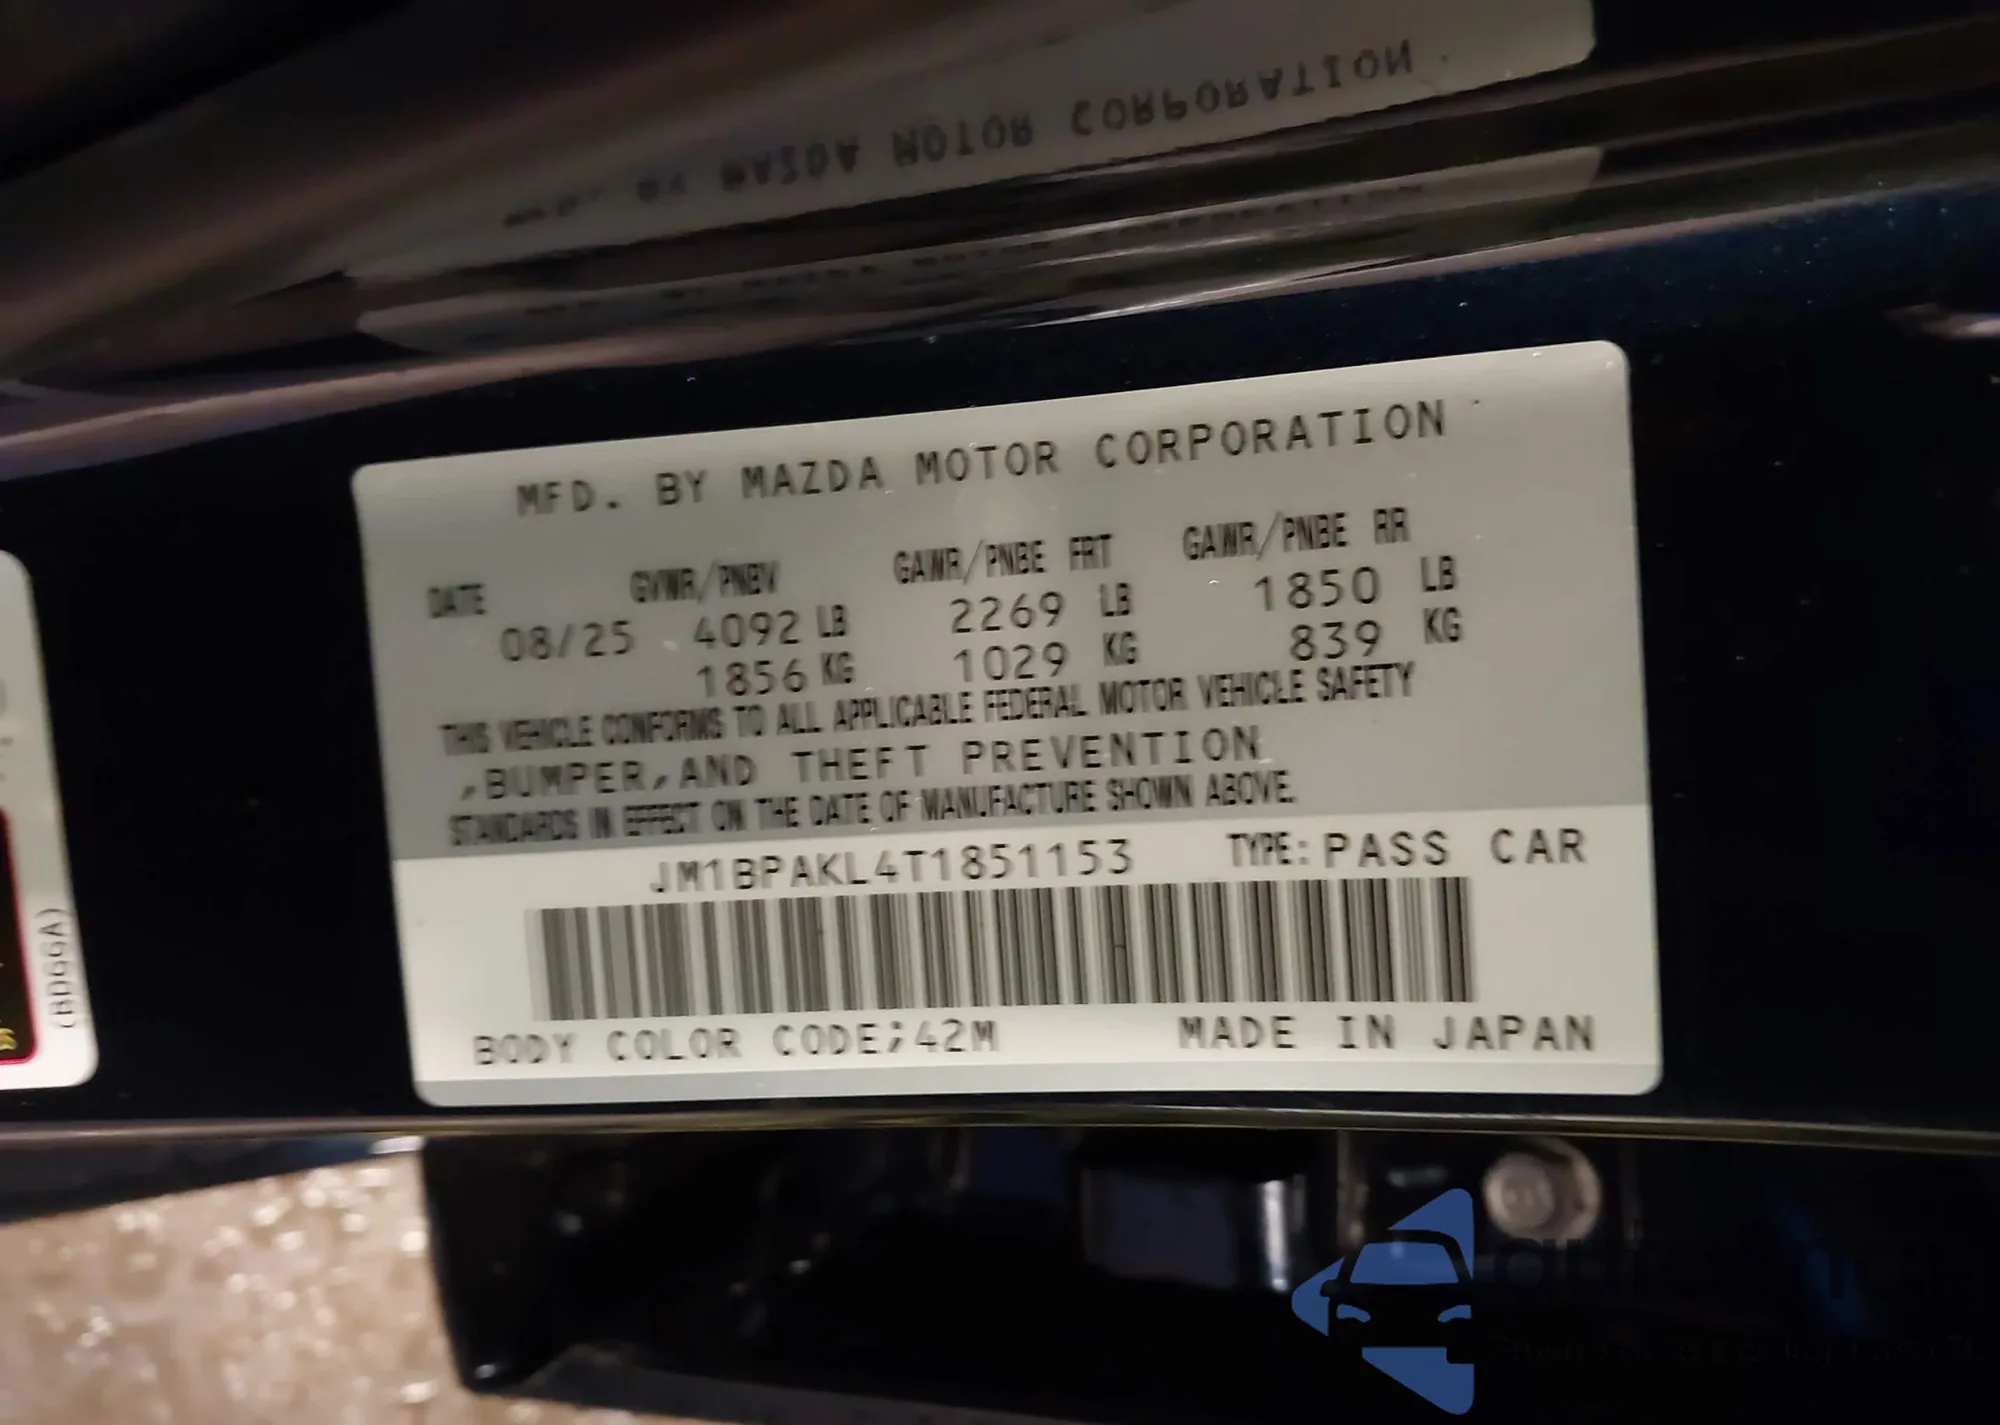 MFD. BY MAZDA MOTOR CORPORATION
DATE GVWR/PNBV GAWR/PNBE FRT GAWR/PNBE RR
08/25 4092 LB 2269 LB 1850 LB
1856 KG 1029 KG 839 KG
THIS VEHICLE CONFORMS TO ALL APPLICABLE FEDERAL MOTOR VEHICLE SAFETY
,BUMPER,AND THEFT PREVENTION
STANDARDS IN EFFECT ON THE DATE OF MANUFACTURE SHOWN ABOVE.
JM1BPAKL4T1851153 TYPE: PASS CAR
BODY COLOR CODE;42M MADE IN JAPAN
(BDGGA)